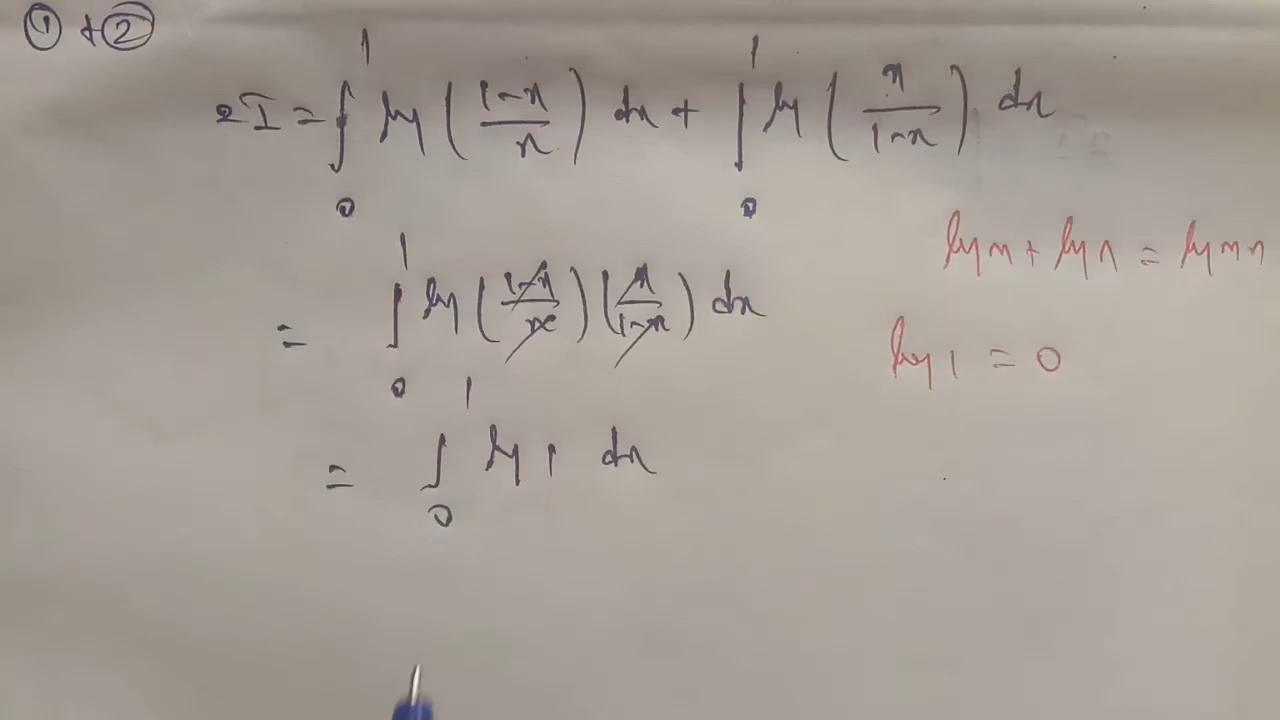 ① + ②
2I = ∫₀¹ log ( (1-x)/x ) dx + ∫₀¹ log ( x/(1-x) ) dx
log m + log n = log mn
= ∫₀¹ log ( (1-x)/x ) ( x/(1-x) ) dx
log 1 = 0
= ∫₀¹ log 1 dx